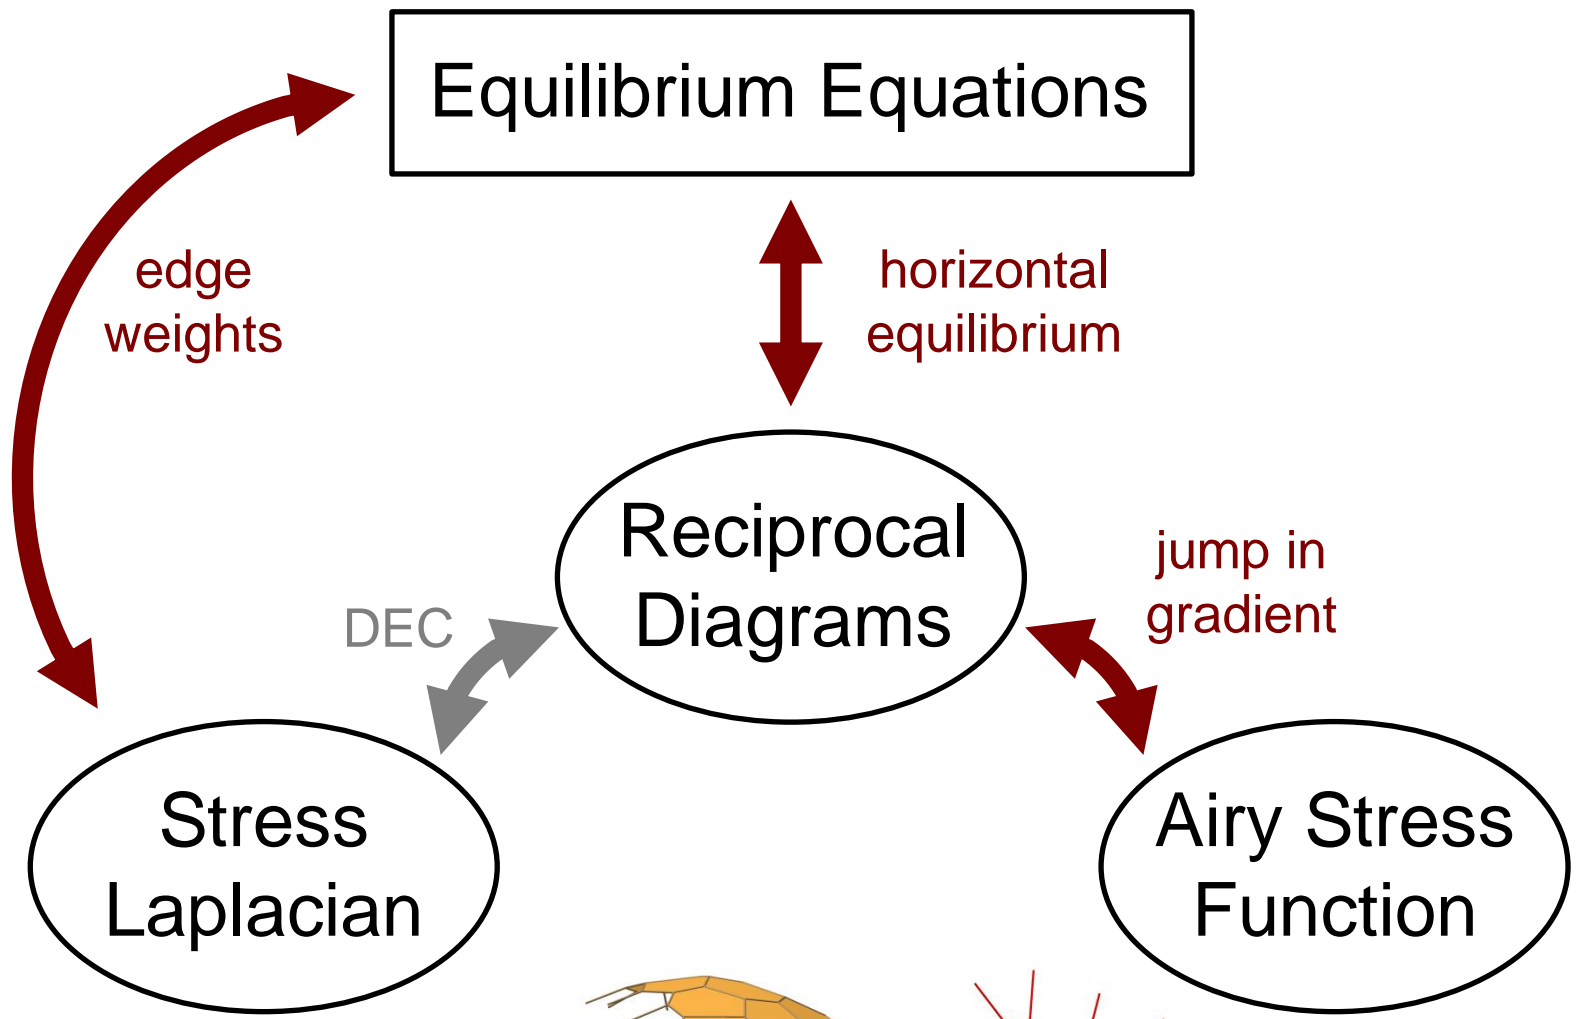 Equilibrium Equations
edge
weights
horizontal
equilibrium
Reciprocal
Diagrams
jump in
gradient
DEC
Stress
Laplacian
Airy Stress
Function